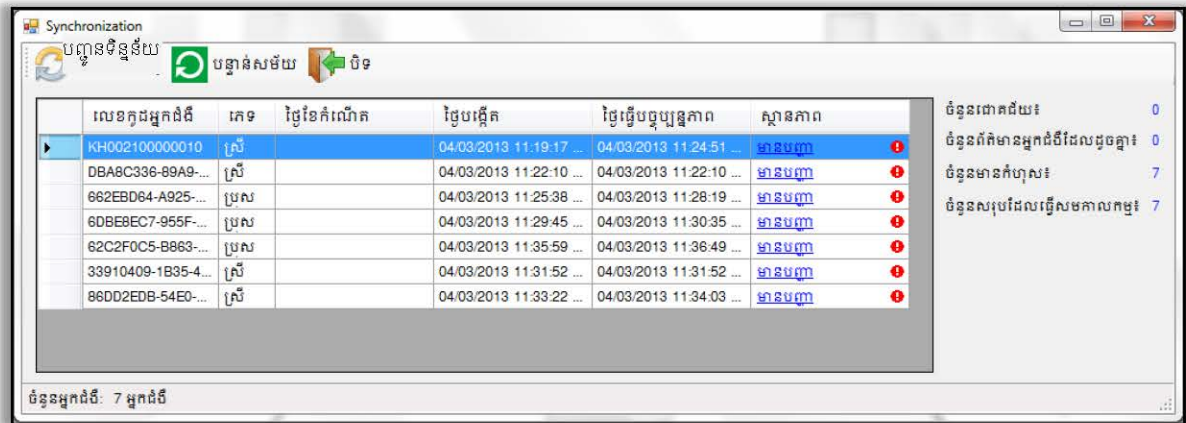 Synchronization
បញ្ជូនទិន្នន័យ បន្ទាន់សម័យ បិទ
លេខកូដអ្នកជំងឺ ភេទ ថ្ងៃខែកំណើត ថ្ងៃបង្កើត ថ្ងៃធ្វើបច្ចុប្បន្នភាព ស្ថានភាព
KH002100000010 ស្រី 04/03/2013 11:19:17 ... 04/03/2013 11:24:51 ... មានបញ្ហា
DBA8C336-89A9-... ស្រី 04/03/2013 11:22:10 ... 04/03/2013 11:22:10 ... មានបញ្ហា
662EBD64-A925-... ប្រុស 04/03/2013 11:25:38 ... 04/03/2013 11:28:19 ... មានបញ្ហា
6DBE8EC7-955F-... ប្រុស 04/03/2013 11:29:45 ... 04/03/2013 11:30:35 ... មានបញ្ហា
62C2F0C5-B863-... ប្រុស 04/03/2013 11:35:59 ... 04/03/2013 11:36:49 ... មានបញ្ហា
33910409-1B35-4... ស្រី 04/03/2013 11:31:52 ... 04/03/2013 11:31:52 ... មានបញ្ហា
86DD2EDB-54E0-... ស្រី 04/03/2013 11:33:22 ... 04/03/2013 11:34:03 ... មានបញ្ហា
ចំនួនជោគជ័យ៖ 0
ចំនួនព័ត៌មានអ្នកជំងឺដែលដូចគ្នា៖ 0
ចំនួនមានកំហុស៖ 7
ចំនួនសរុបដែលធ្វើសមកាលកម្ម៖ 7
ចំនួនអ្នកជំងឺ: 7 អ្នកជំងឺ